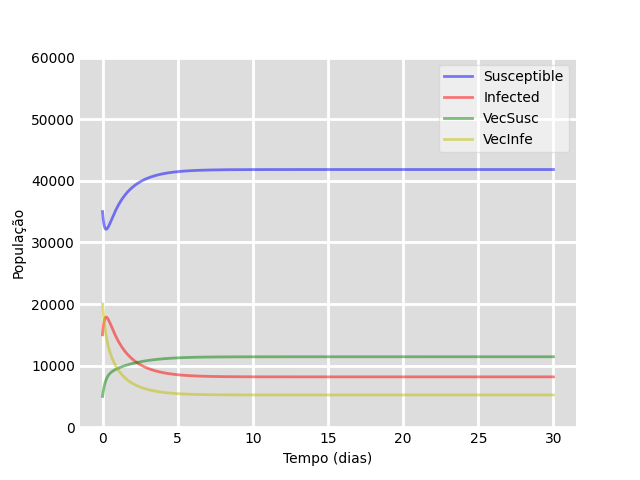 60000
50000
40000
30000
20000
10000
0
População
0 5 10 15 20 25 30
Tempo (dias)
Susceptible
Infected
VecSusc
VecInfe